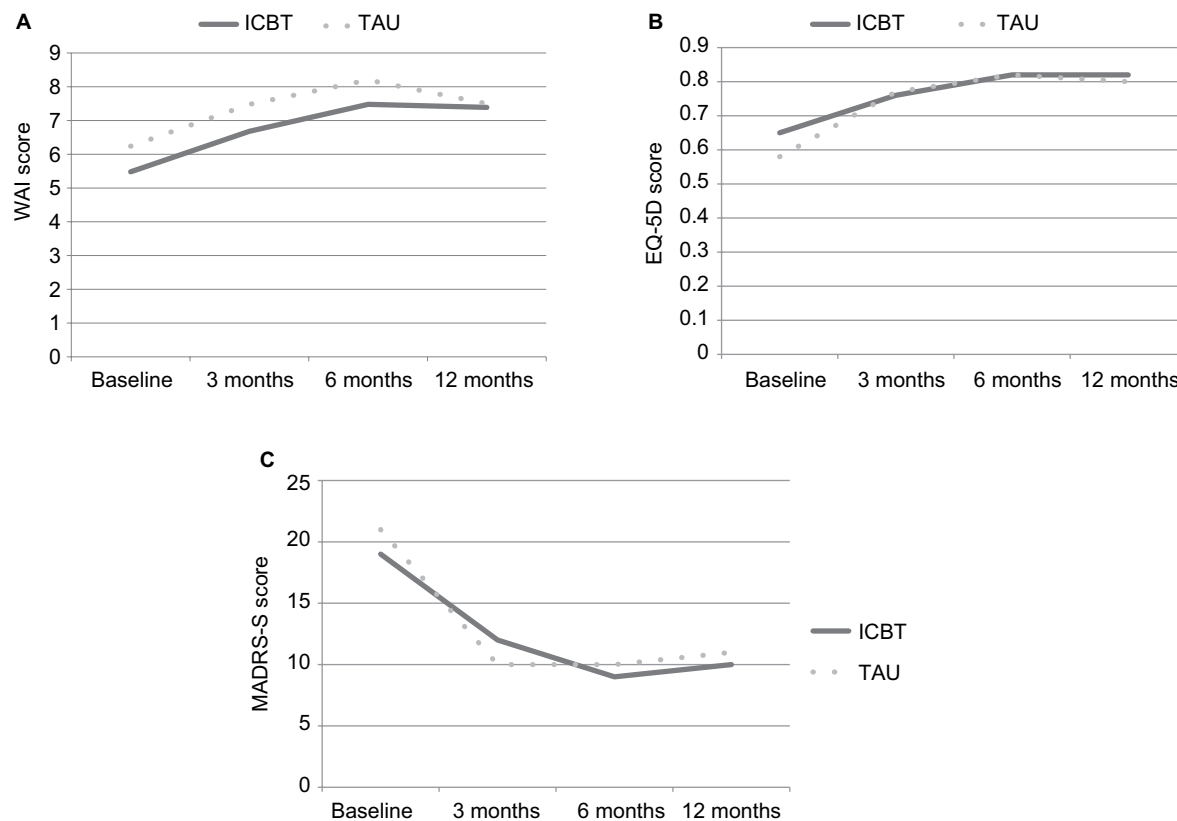 A
ICBT
TAU
WAI score
9
8
7
6
5
4
3
2
1
0
Baseline
3 months
6 months
12 months
B
ICBT
TAU
EQ-5D score
0.9
0.8
0.7
0.6
0.5
0.4
0.3
0.2
0.1
0
Baseline
3 months
6 months
12 months
C
MADRS-S score
25
20
15
10
5
0
Baseline
3 months
6 months
12 months
ICBT
TAU